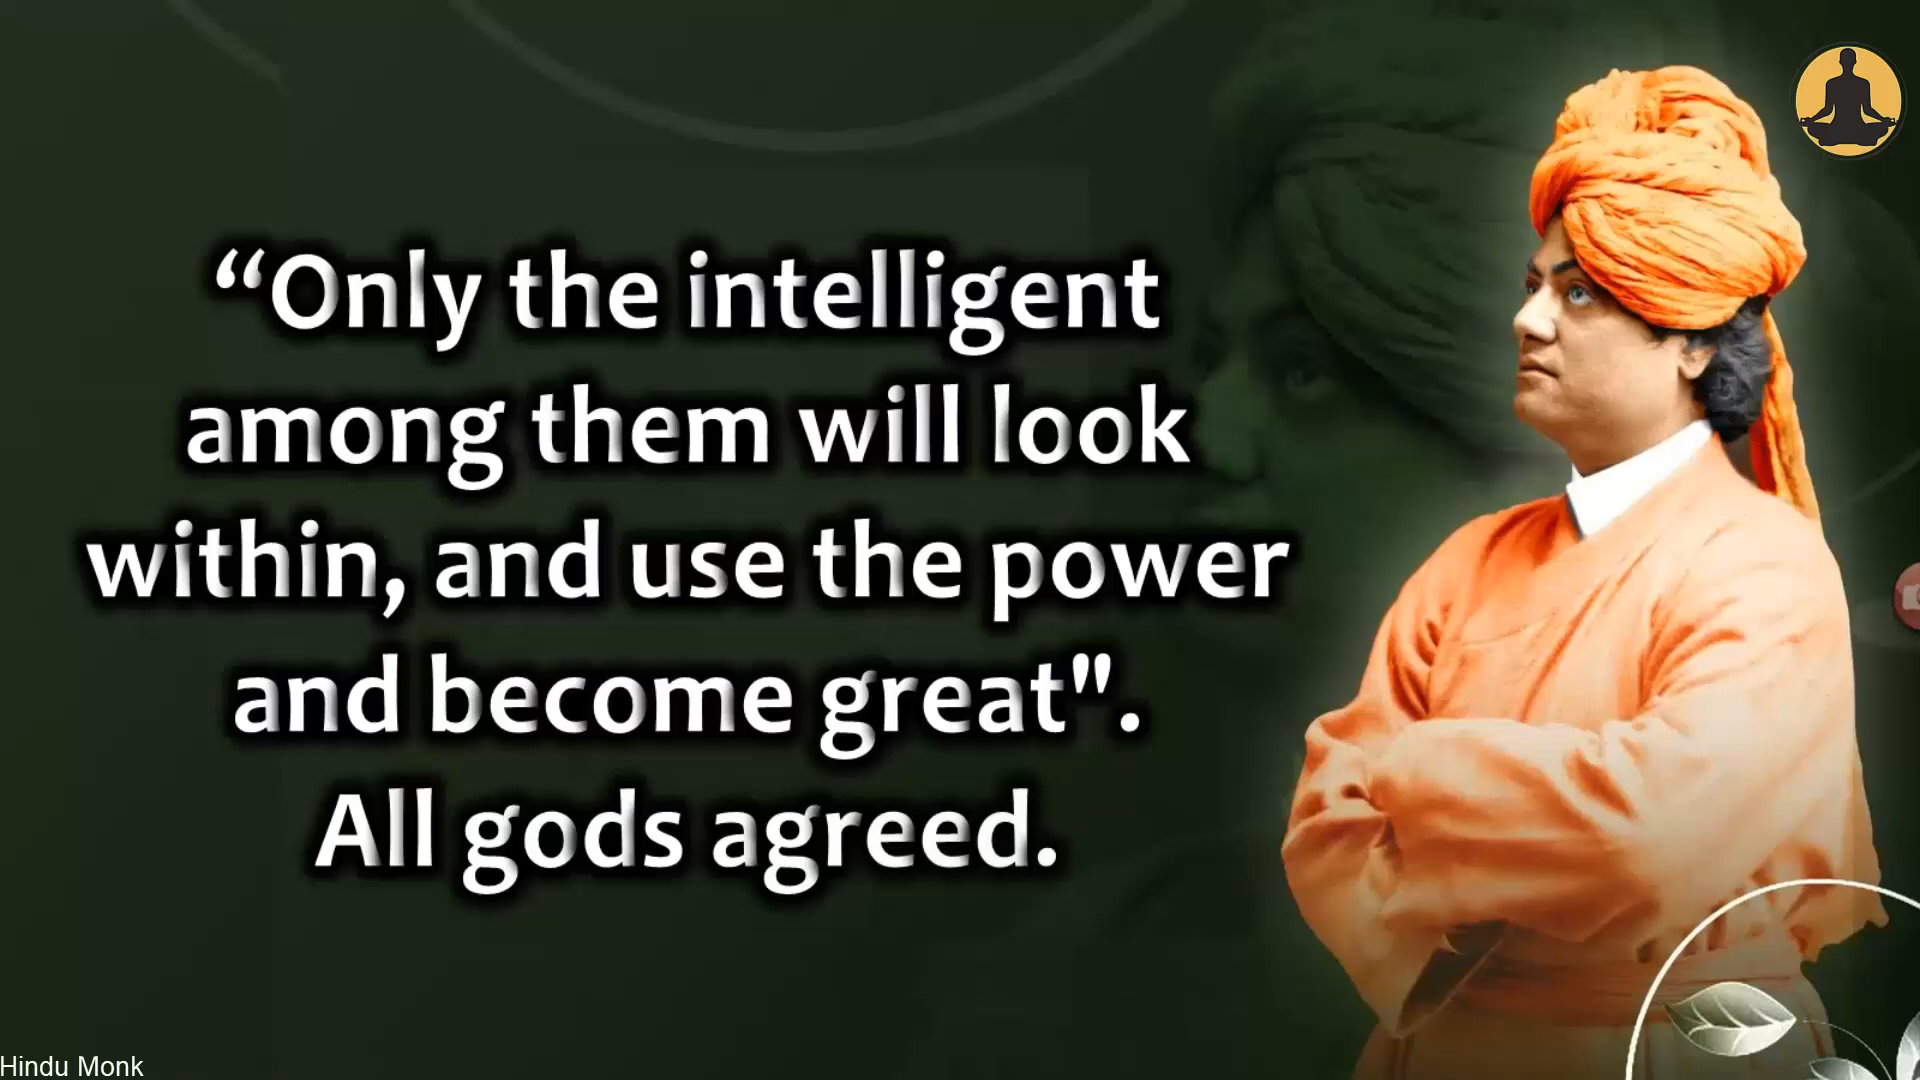 “Only the intelligent
among them will look
within, and use the power
and become great".
All gods agreed.
Hindu Monk